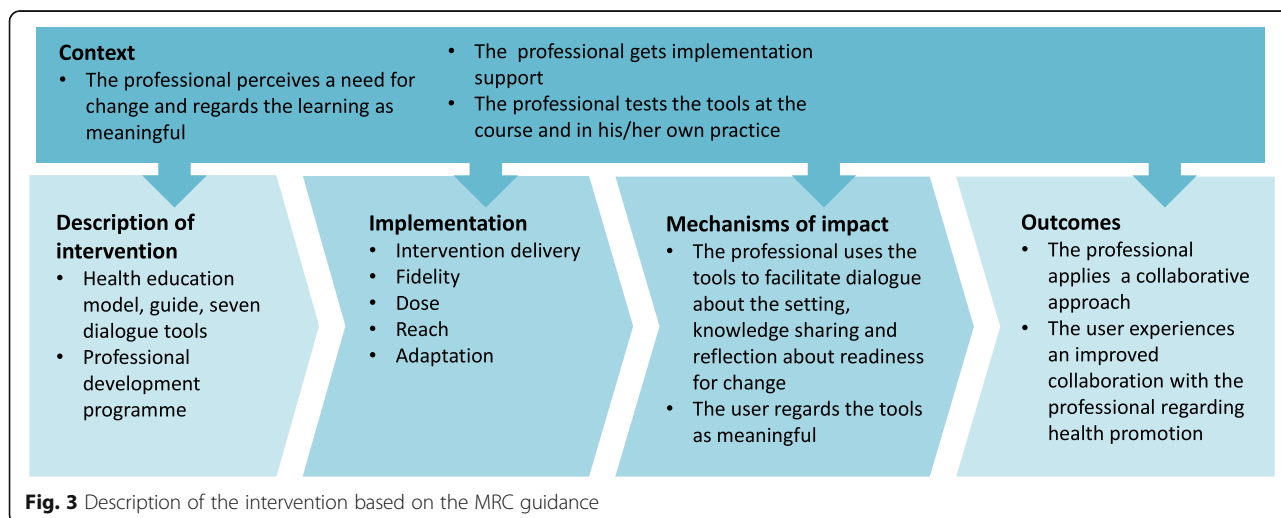 Context
• The professional perceives a need for
change and regards the learning as
meaningful
• The professional gets implementation
support
• The professional tests the tools at the
course and in his/her own practice
Description of
intervention
• Health education
model, guide, seven
dialogue tools
• Professional
development
programme
Implementation
• Intervention delivery
• Fidelity
• Dose
• Reach
• Adaptation
Mechanisms of impact
• The professional uses the
tools to facilitate dialogue
about the setting,
knowledge sharing and
reflection about readiness
for change
• The user regards the tools
as meaningful
Outcomes
• The professional
applies a collaborative
approach
• The user experiences
an improved
collaboration with the
professional regarding
health promotion
Fig. 3 Description of the intervention based on the MRC guidance